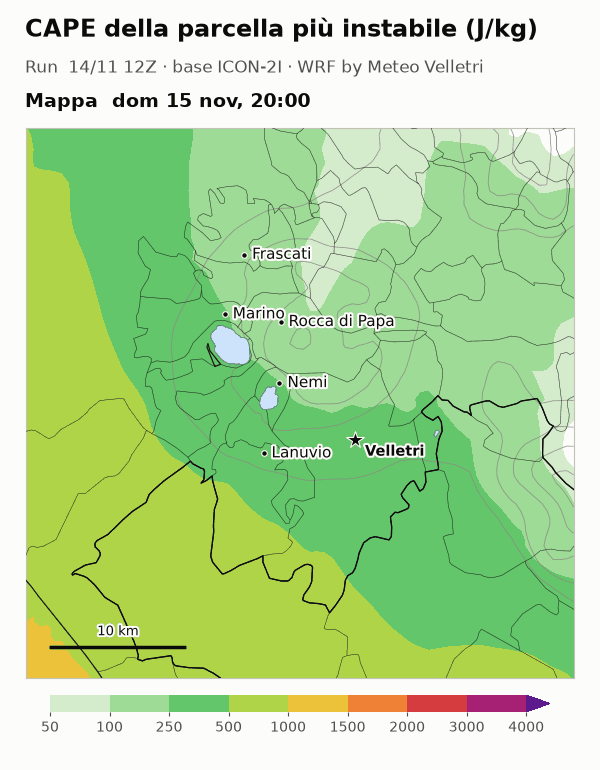 CAPE della parcella più instabile (J/kg)
Run  14/11 12Z · base ICON-2I · WRF by Meteo Velletri
Mappa  dom 15 nov, 20:00
Frascati
Marino
Rocca di Papa
Nemi
Velletri
Lanuvio
10 km
50 100 250 500 1000 1500 2000 3000 4000